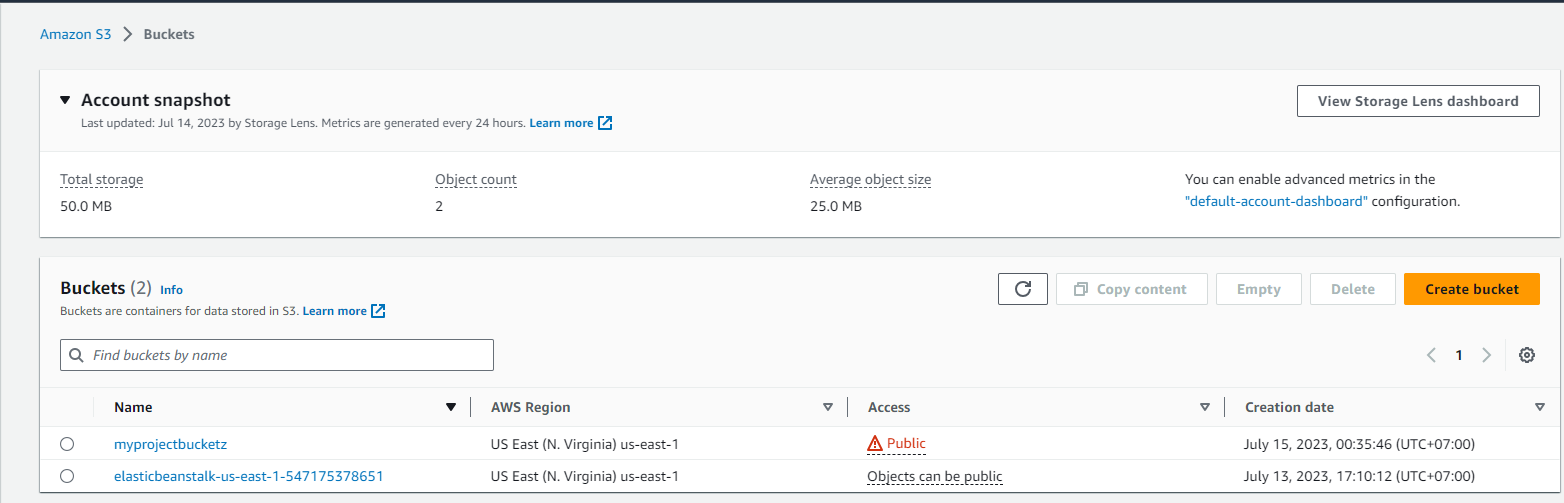 Amazon S3 > Buckets
Account snapshot
View Storage Lens dashboard
Last updated: Jul 14, 2023 by Storage Lens. Metrics are generated every 24 hours. Learn more
Total storage Object count Average object size You can enable advanced metrics in the
50.0 MB 2 25.0 MB "default-account-dashboard" configuration.
Buckets (2) Info
Copy content Empty Delete Create bucket
Buckets are containers for data stored in S3. Learn more
Find buckets by name
1
Name AWS Region Access Creation date
myprojectbucketz US East (N. Virginia) us-east-1 Public July 15, 2023, 00:35:46 (UTC+07:00)
elasticbeanstalk-us-east-1-547175378651 US East (N. Virginia) us-east-1 Objects can be public July 13, 2023, 17:10:12 (UTC+07:00)